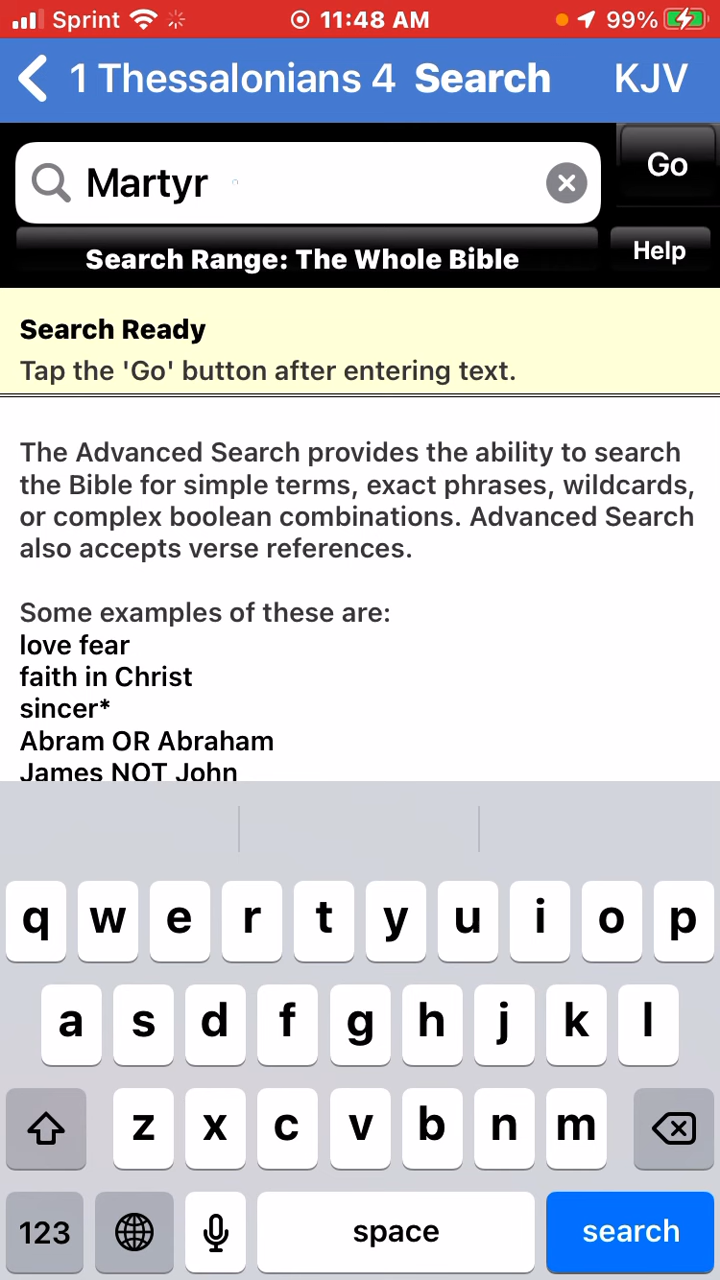 Sprint 11:48 AM 99%
1 Thessalonians 4 Search KJV
Martyr
Go
Search Range: The Whole Bible
Help
Search Ready
Tap the 'Go' button after entering text.
The Advanced Search provides the ability to search
the Bible for simple terms, exact phrases, wildcards,
or complex boolean combinations. Advanced Search
also accepts verse references.
Some examples of these are:
love fear
faith in Christ
sincer*
Abram OR Abraham
James NOT John
q w e r t y u i o p
a s d f g h j k l
z x c v b n m
123 space search